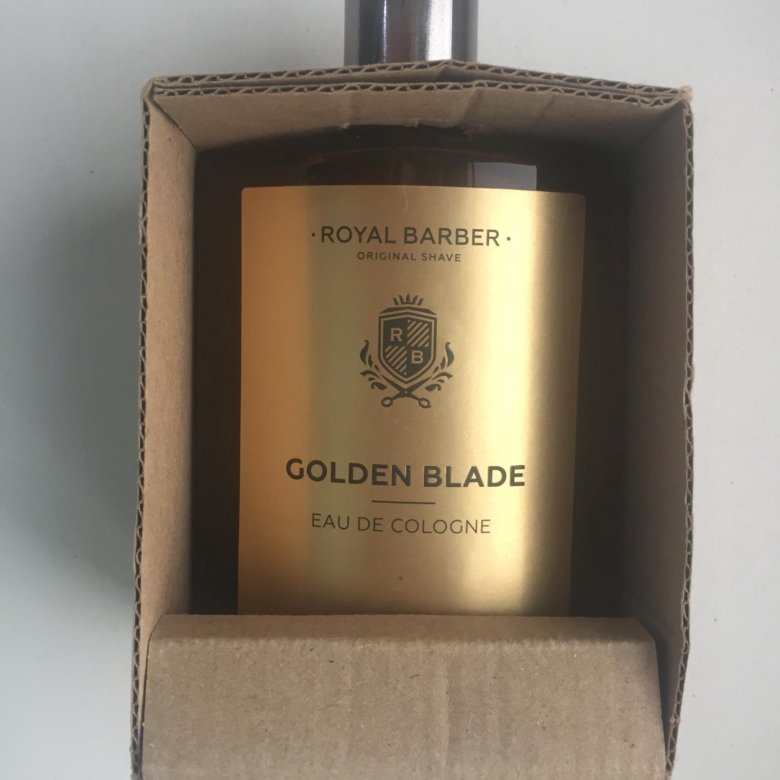 · ROYAL BARBER ·
ORIGINAL SHAVE
R
B
GOLDEN BLADE
EAU DE COLOGNE